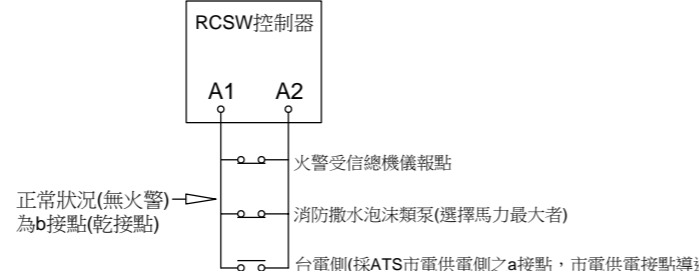 RCSW控制器
A1 A2
火警受信總機儀報點
正常狀況(無火警)
為b接點(乾接點)
消防撒水泡沫類泵(選擇馬力最大者)
台電側(採ATS市電供電側之a接點，市電供電接點導